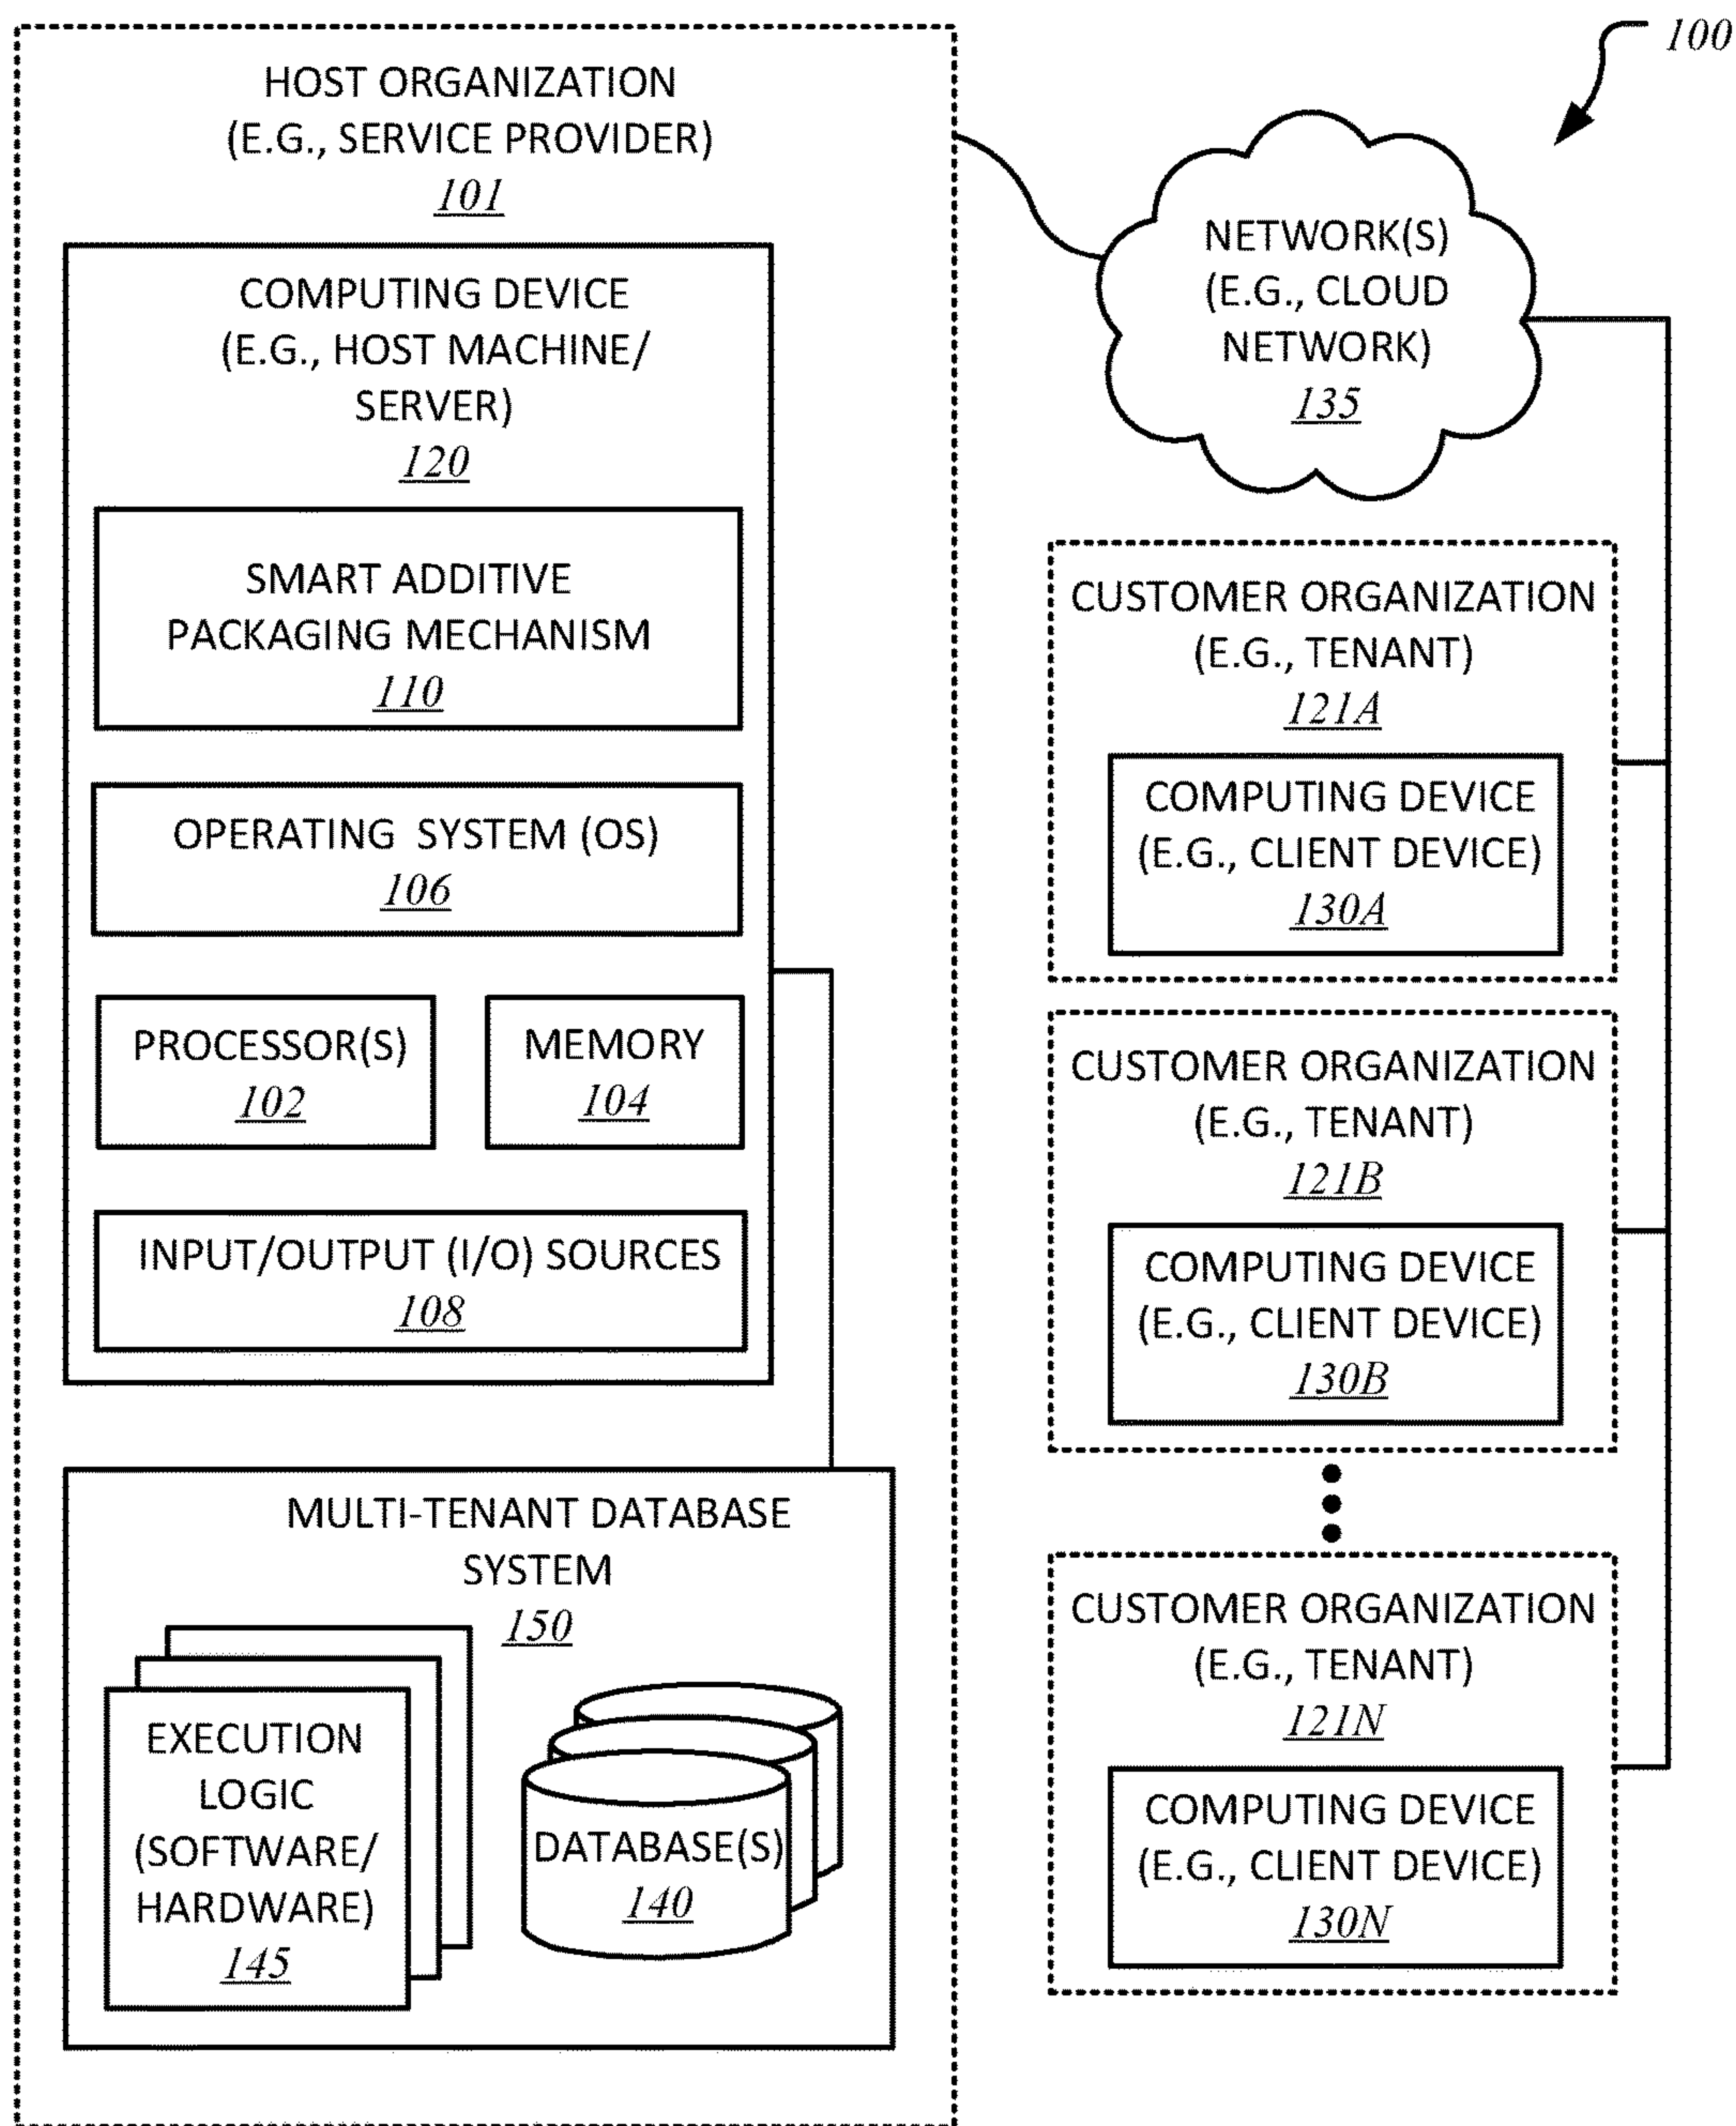 100
HOST ORGANIZATION
(E.G., SERVICE PROVIDER)
101
COMPUTING DEVICE
(E.G., HOST MACHINE/
SERVER)
120
SMART ADDITIVE
PACKAGING MECHANISM
110
OPERATING SYSTEM (OS)
106
PROCESSOR(S)
102
MEMORY
104
INPUT/OUTPUT (I/O) SOURCES
108
MULTI-TENANT DATABASE
SYSTEM
150
EXECUTION
LOGIC
(SOFTWARE/
HARDWARE)
145
DATABASE(S)
140
NETWORK(S)
(E.G., CLOUD
NETWORK)
135
CUSTOMER ORGANIZATION
(E.G., TENANT)
121A
COMPUTING DEVICE
(E.G., CLIENT DEVICE)
130A
CUSTOMER ORGANIZATION
(E.G., TENANT)
121B
COMPUTING DEVICE
(E.G., CLIENT DEVICE)
130B
CUSTOMER ORGANIZATION
(E.G., TENANT)
121N
COMPUTING DEVICE
(E.G., CLIENT DEVICE)
130N